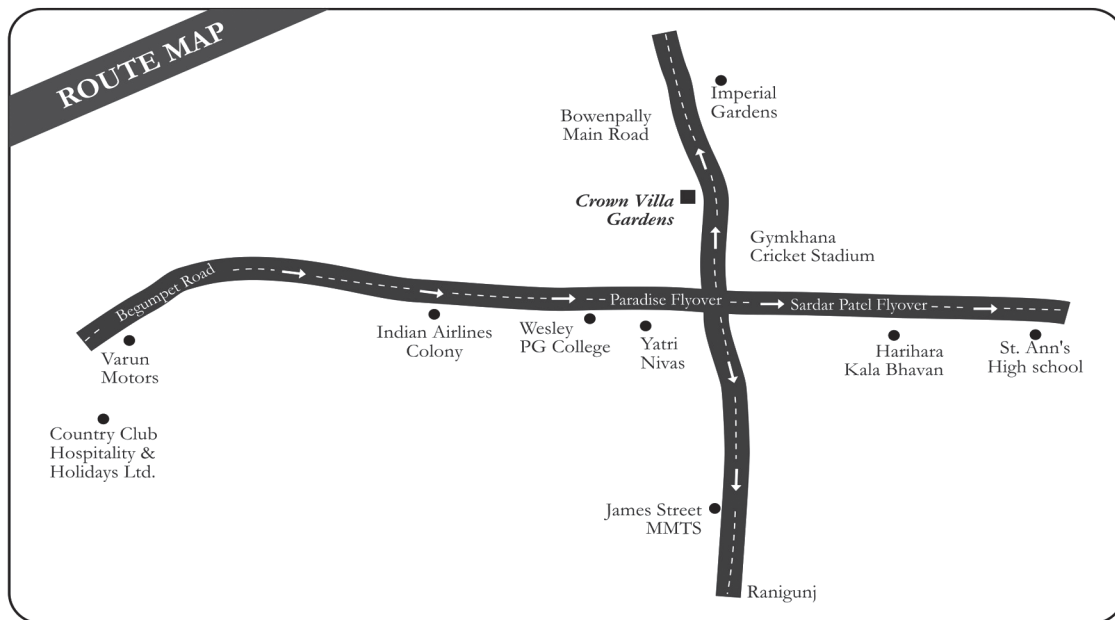 ROUTE MAP
Imperial
Gardens
Bowenpally
Main Road
Crown Villa
Gardens
Gymkhana
Cricket Stadium
Begumpet Road
Paradise Flyover
Sardar Patel Flyover
Varun
Motors
Indian Airlines
Colony
Wesley
PG College
Yatri
Nivas
Harihara
Kala Bhavan
St. Ann's
High school
Country Club
Hospitality &
Holidays Ltd.
James Street
MMTS
Ranigunj